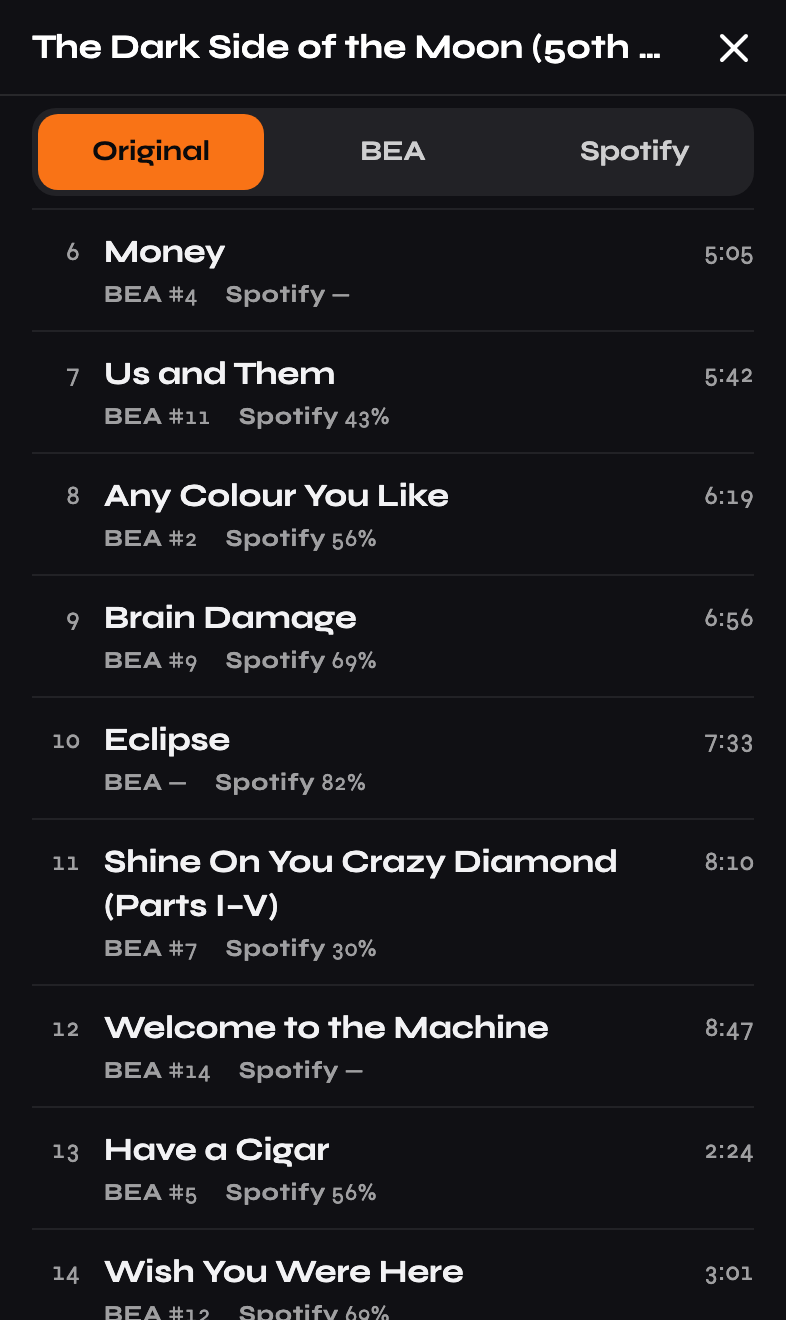 The Dark Side of the Moon (50th ...
Original BEA Spotify
6 Money 5:05
BEA #4 Spotify —
7 Us and Them 5:42
BEA #11 Spotify 43%
8 Any Colour You Like 6:19
BEA #2 Spotify 56%
9 Brain Damage 6:56
BEA #9 Spotify 69%
10 Eclipse 7:33
BEA — Spotify 82%
11 Shine On You Crazy Diamond 8:10
(Parts I–V)
BEA #7 Spotify 30%
12 Welcome to the Machine 8:47
BEA #14 Spotify —
13 Have a Cigar 2:24
BEA #5 Spotify 56%
14 Wish You Were Here 3:01
BEA #12 Spotify 69%